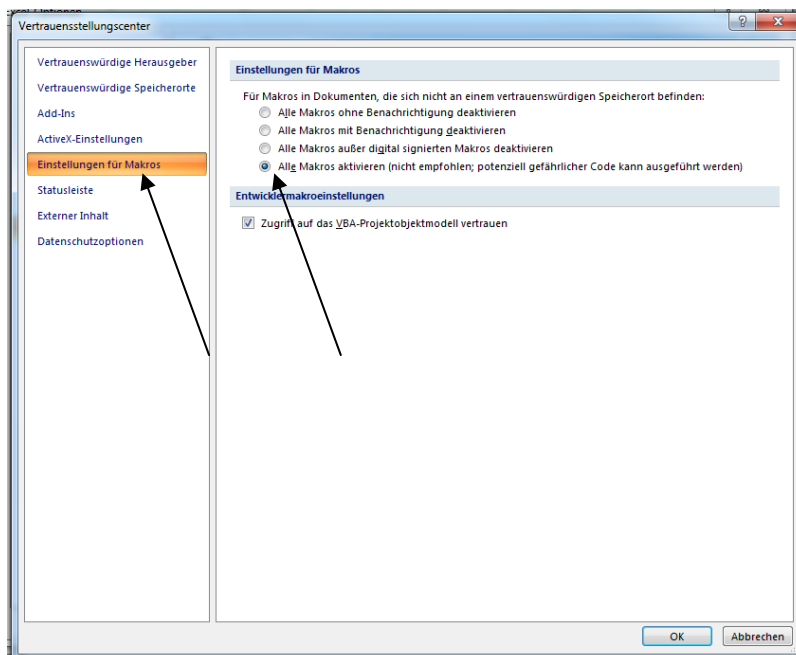 Excel Optionen
Vertrauensstellungscenter
Vertrauenswürdige Herausgeber
Vertrauenswürdige Speicherorte
Add-Ins
ActiveX-Einstellungen
Einstellungen für Makros
Statusleiste
Externer Inhalt
Datenschutzoptionen
Einstellungen für Makros
Für Makros in Dokumenten, die sich nicht an einem vertrauenswürdigen Speicherort befinden:
Alle Makros ohne Benachrichtigung deaktivieren
Alle Makros mit Benachrichtigung deaktivieren
Alle Makros außer digital signierten Makros deaktivieren
Alle Makros aktivieren (nicht empfohlen; potenziell gefährlicher Code kann ausgeführt werden)
Entwicklermakroeinstellungen
Zugriff auf das VBA-Projektobjektmodell vertrauen
OK
Abbrechen